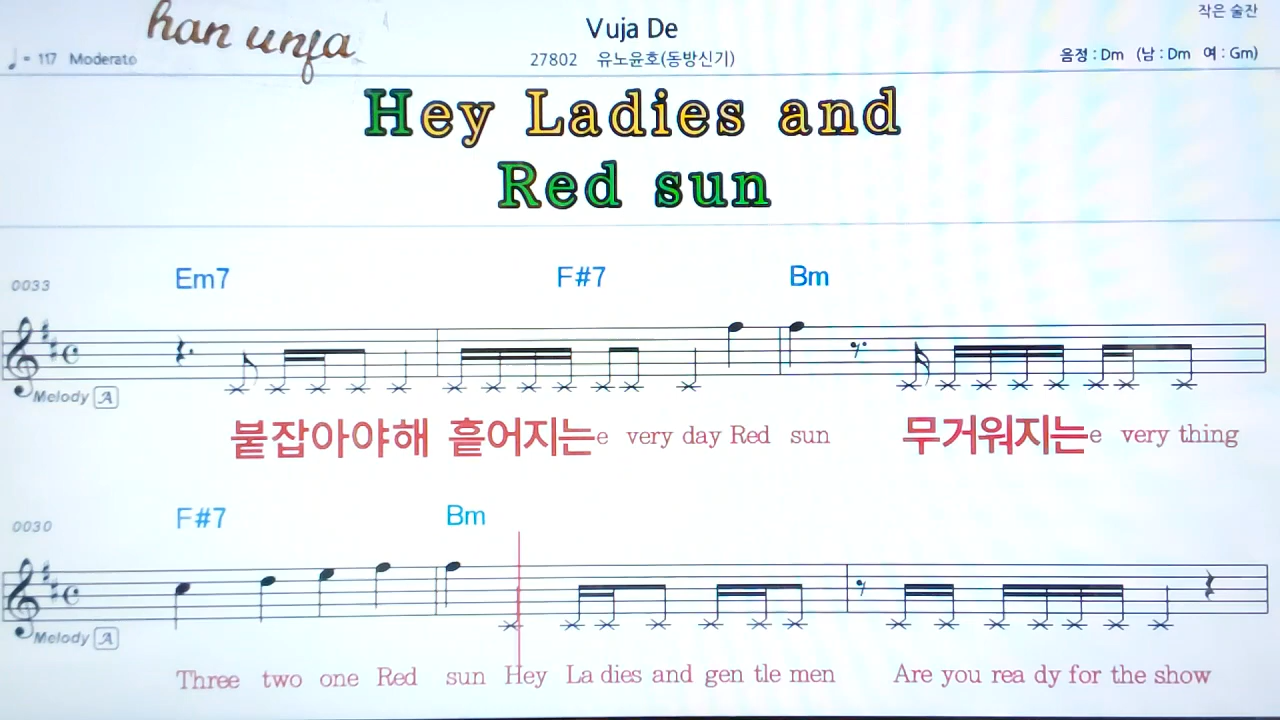 작은 술잔
han unja
Vuja De
♩= 117 Moderato
27802 유노윤호(동방신기)
음정 : Dm (남 : Dm 여 : Gm)
Hey Ladies and
Red sun
0033
Em7 F#7 Bm
Melody A
붙잡아야해 흩어지는e very day Red sun 무거워지는e very thing
0030
F#7 Bm
Melody A
Three two one Red sun Hey La dies and gen tle men Are you rea dy for the show